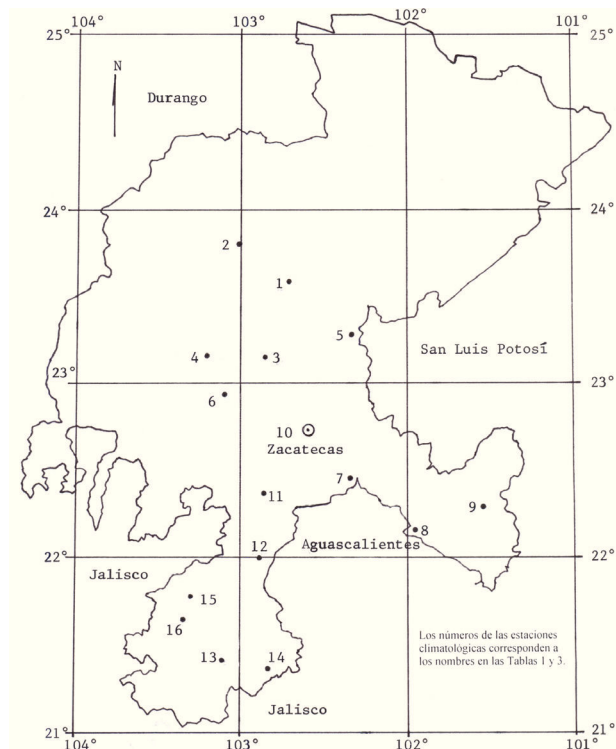 104° 103° 102° 101°
25° 25°
N
Durango
24° 24°
2
1
5
San Luis Potosí
4 3
23° 23°
6
10
Zacatecas
7
11 9
8
12 Aguascalientes
22° 22°
Jalisco
15
16
Los números de las estaciones
climatológicas corresponden a
los nombres en las Tablas 1 y 3.
13 14
Jalisco
21° 21°
104° 103° 102° 101°